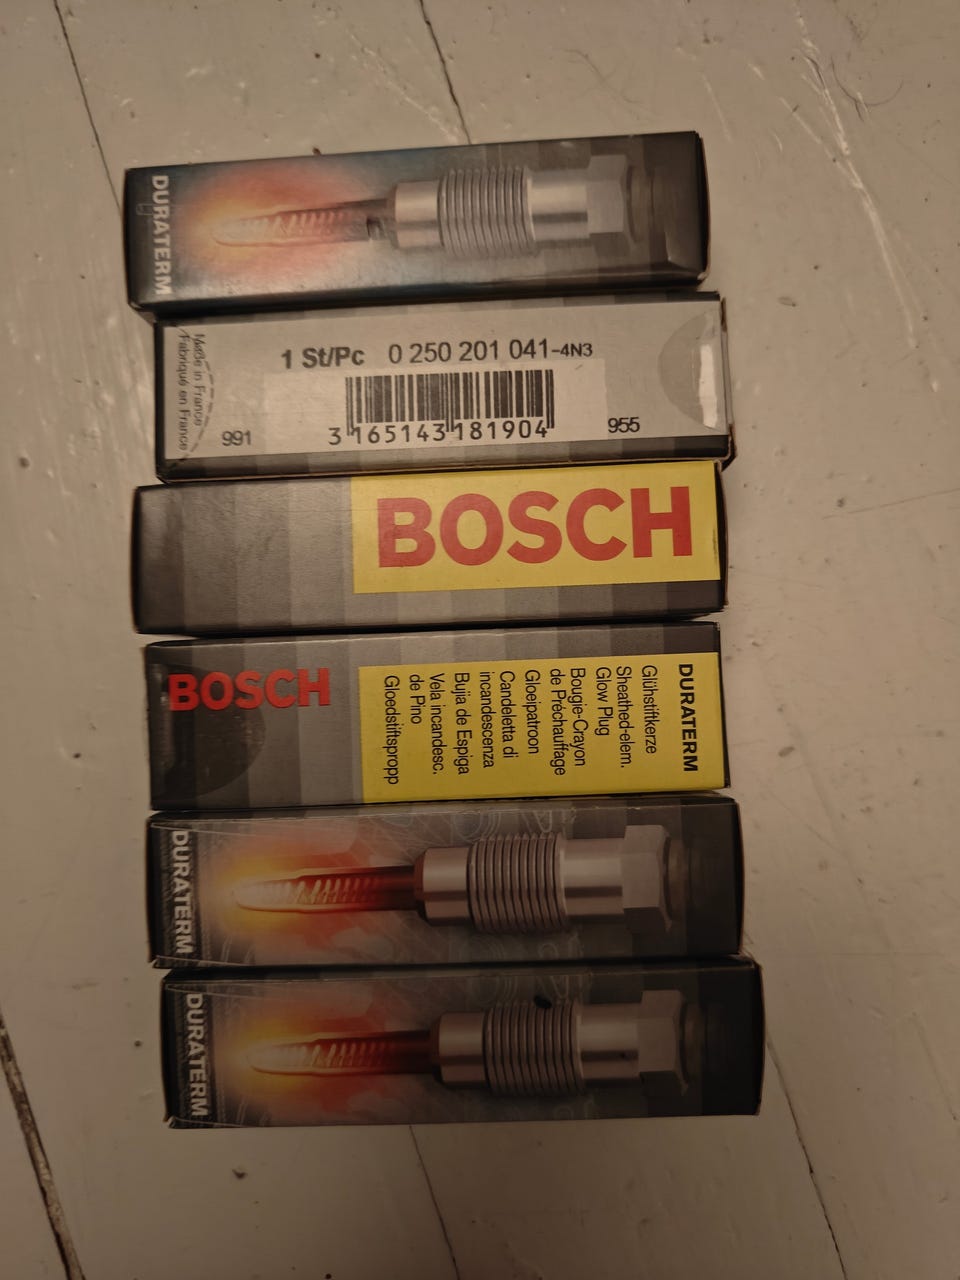 DURATERM
1 St/Pc 0 250 201 041-4N3
Made in France
Fabriqué en France
991
3 165143 181904
955
BOSCH
BOSCH
DURATERM
Glühstiftkerze
Sheathed-elem.
Glow Plug
Bougie-Crayon
de Préchauffage
Gloeipatroon
Candeletta di
incandescenza
Bujia de Espiga
Vela incandesc.
de Pino
Gloedstiftspropp
DURATERM
DURATERM